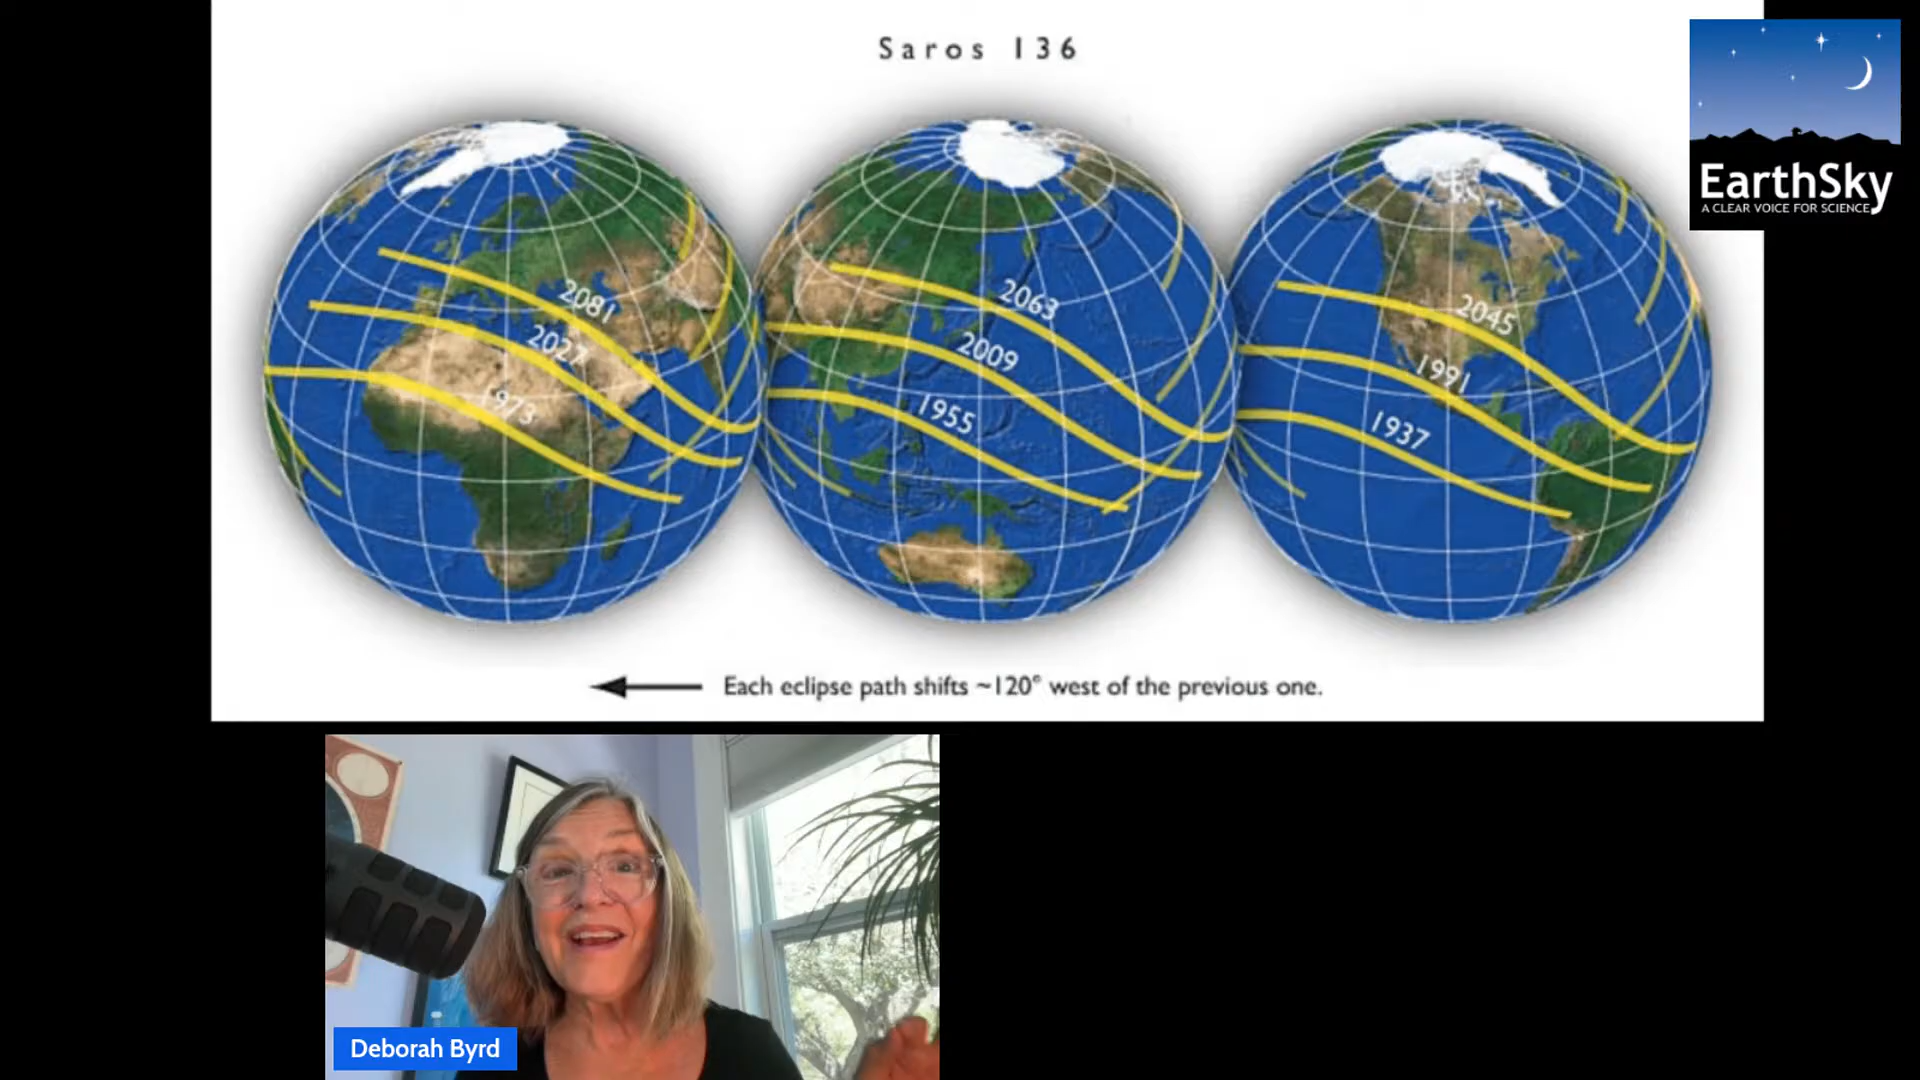 Saros 136
EarthSky
A CLEAR VOICE FOR SCIENCE
2081
2027
1973
2063
2009
1955
2045
1991
1937
Each eclipse path shifts ~120° west of the previous one.
Deborah Byrd